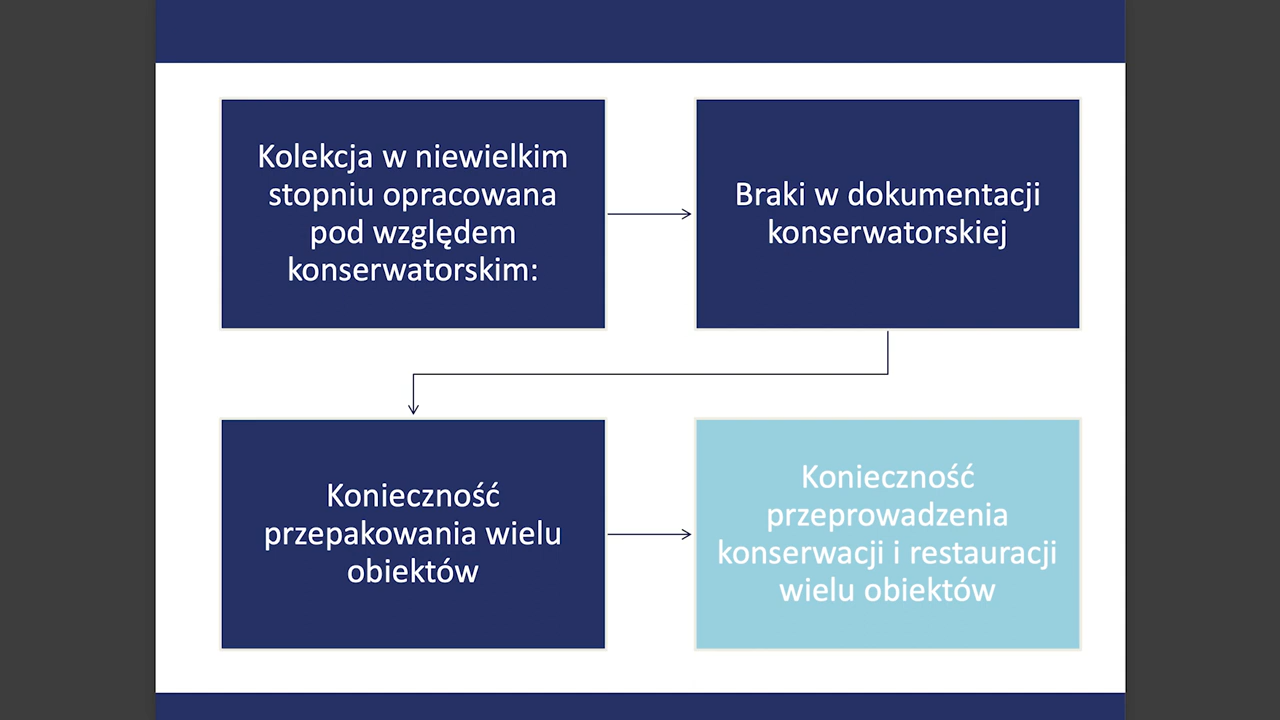 Kolekcja w niewielkim
stopniu opracowana
pod względem
konserwatorskim:
Braki w dokumentacji
konserwatorskiej
Konieczność
przepakowania wielu
obiektów
Konieczność
przeprowadzenia
konserwacji i restauracji
wielu obiektów